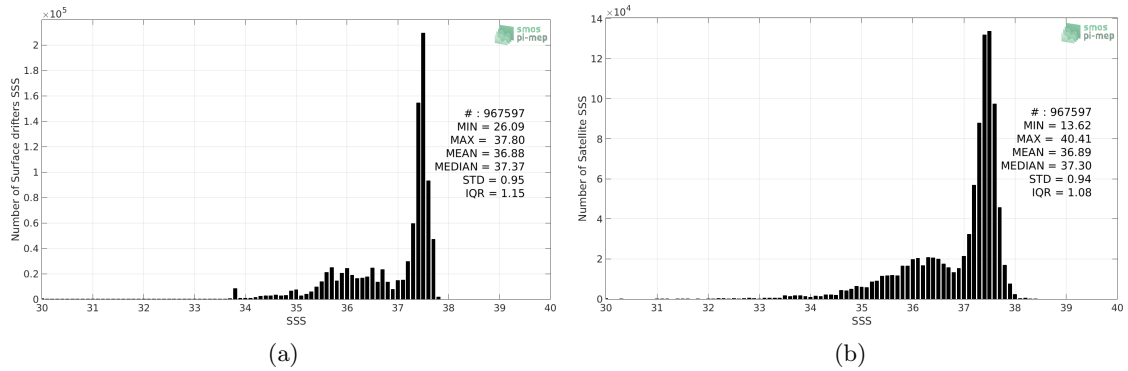 ×10^5
2
1.8
1.6
1.4
1.2
1
0.8
0.6
0.4
0.2
0
Number of Surface drifters SSS
30 31 32 33 34 35 36 37 38 39 40
SSS
smos
pi-mep
# : 967597
MIN = 26.09
MAX = 37.80
MEAN = 36.88
MEDIAN = 37.37
STD = 0.95
IQR = 1.15
(a)
×10^4
14
12
10
8
6
4
2
0
Number of Satellite SSS
30 31 32 33 34 35 36 37 38 39 40
SSS
smos
pi-mep
# : 967597
MIN = 13.62
MAX = 40.41
MEAN = 36.89
MEDIAN = 37.30
STD = 0.94
IQR = 1.08
(b)